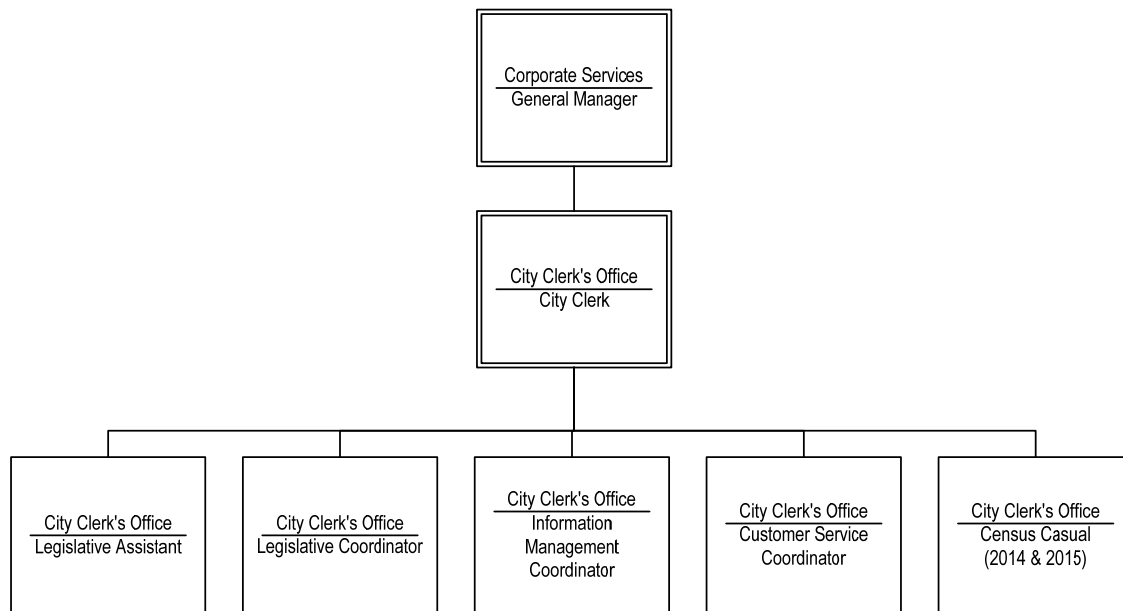 Corporate Services
General Manager
City Clerk's Office
City Clerk
City Clerk's Office
Legislative Assistant
City Clerk's Office
Legislative Coordinator
City Clerk's Office
Information
Management
Coordinator
City Clerk's Office
Customer Service
Coordinator
City Clerk's Office
Census Casual
(2014 & 2015)